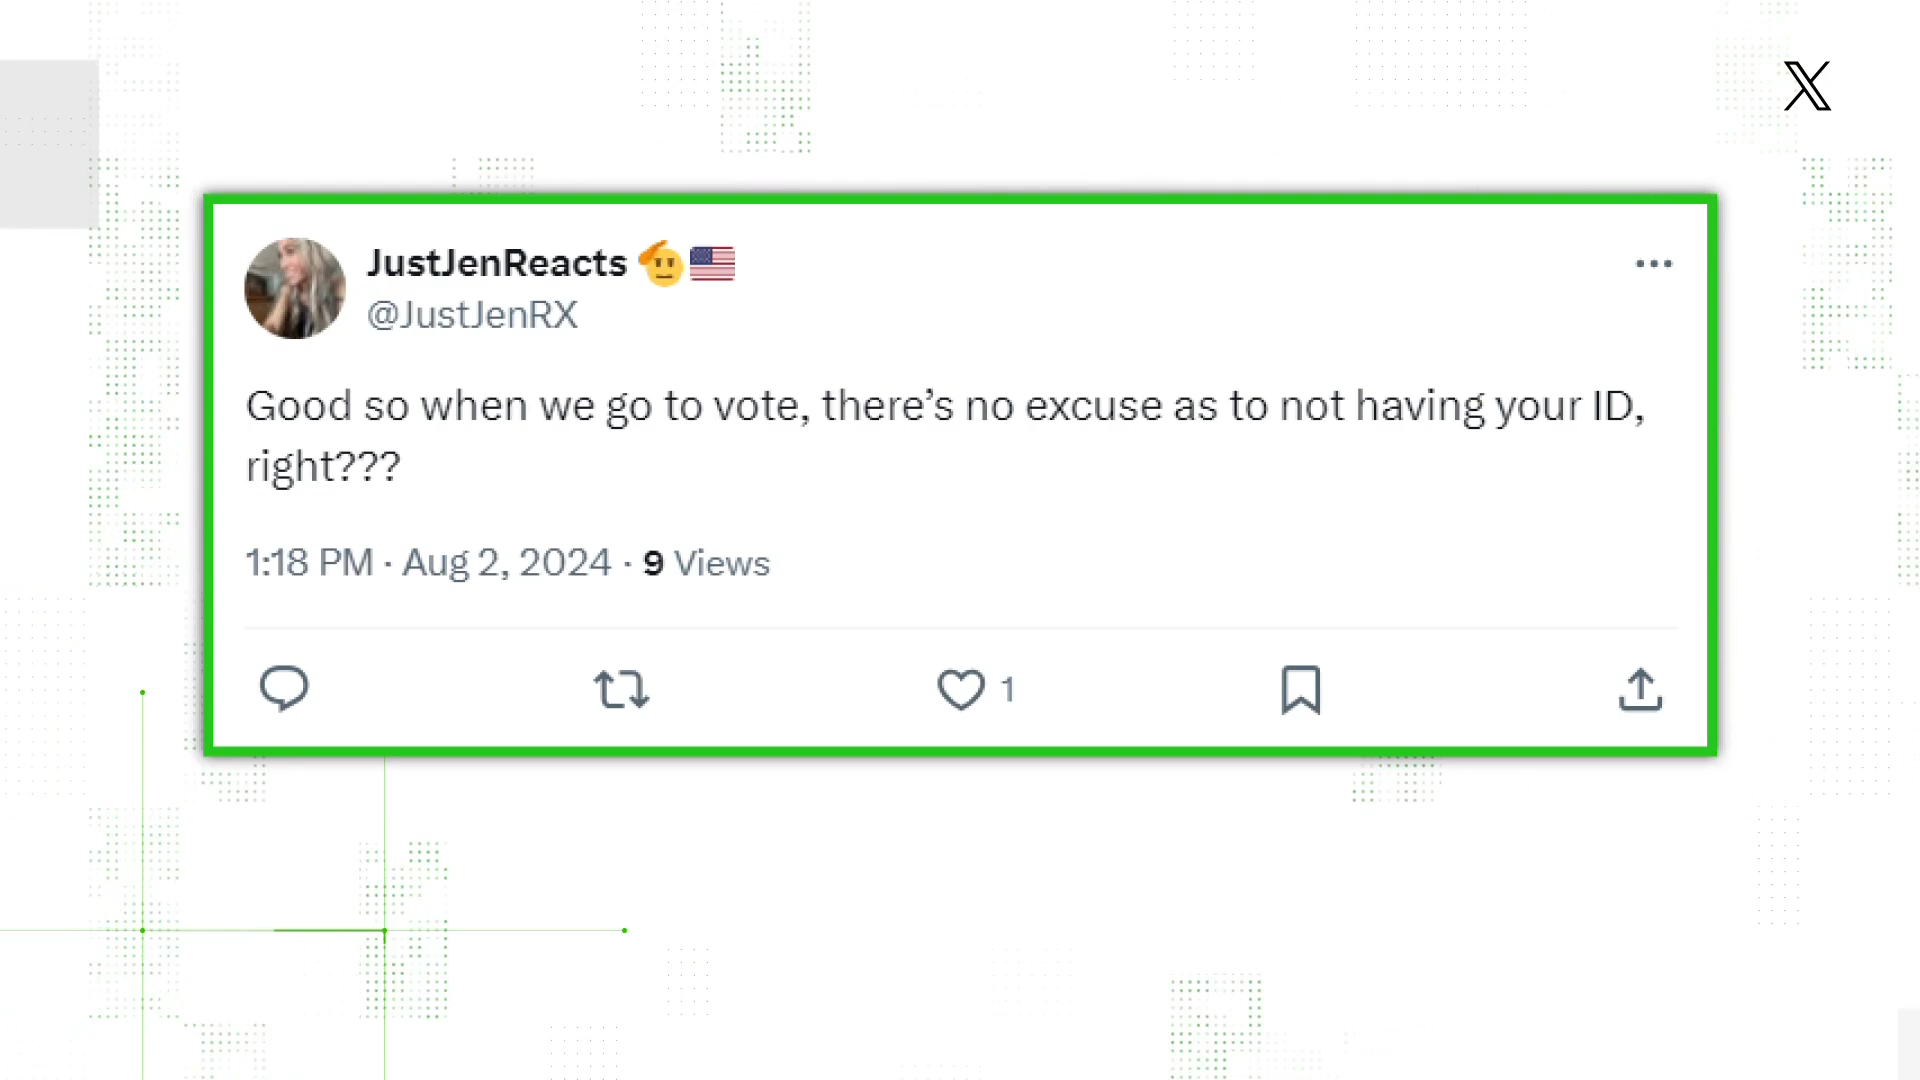 JustJenReacts 🫡🇺🇸
@JustJenRX
Good so when we go to vote, there’s no excuse as to not having your ID,
right???
1:18 PM · Aug 2, 2024 · 9 Views
1